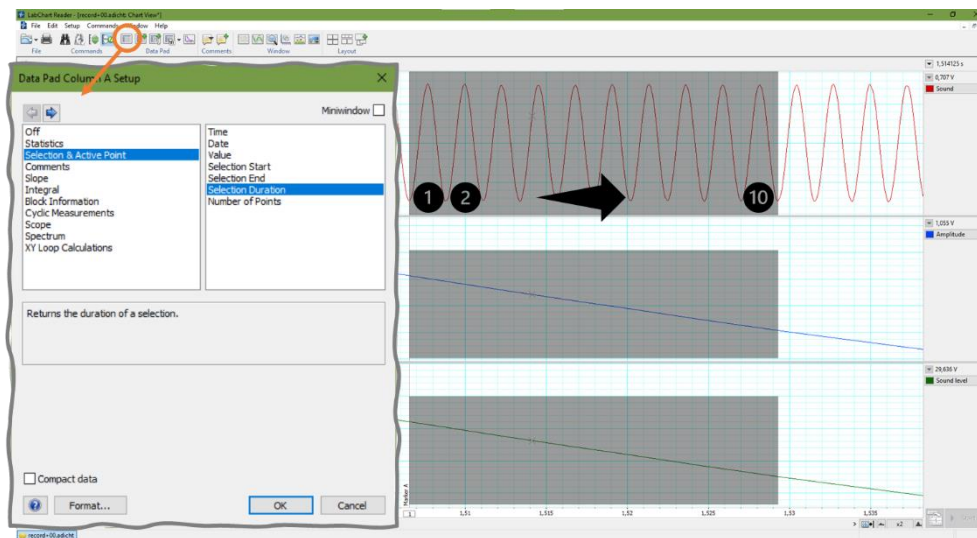 LabChart Reader - [record+00.adicht: Chart View*]
File Edit Setup Commands Window Help
File Commands Data Pad Comments Window Layout
Data Pad Column A Setup
Miniwindow
Off
Statistics
Selection & Active Point
Comments
Slope
Integral
Block Information
Cyclic Measurements
Scope
Spectrum
XY Loop Calculations
Time
Date
Value
Selection Start
Selection End
Selection Duration
Number of Points
Returns the duration of a selection.
Compact data
Format...
OK
Cancel
1,514125 s
0,707 V
Sound
1 2 10
1,055 V
Amplitude
29,636 V
Sound level
Marker A
1 1,51 1,515 1,52 1,525 1,53 1,535
x2
record+00.adicht